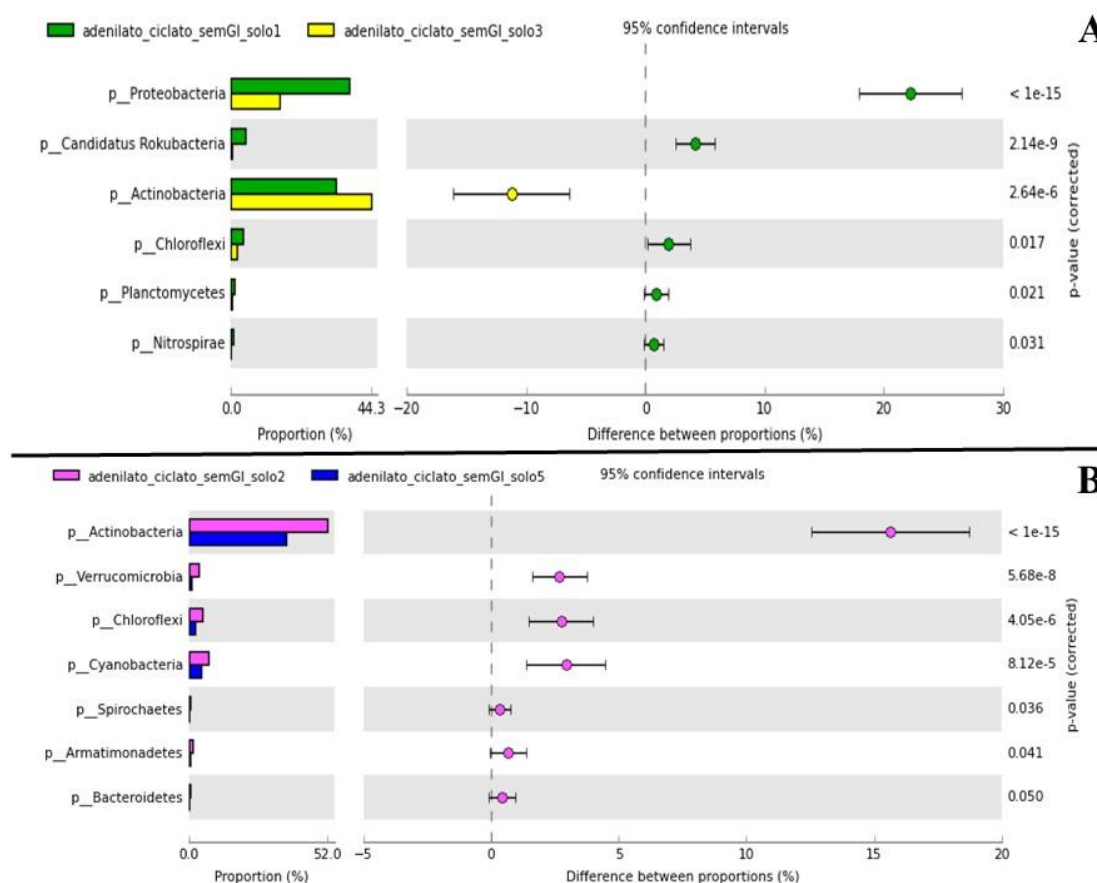 adenilato_ciclato_semGI_solo1 adenilato_ciclato_semGI_solo3 95% confidence intervals A
p__Proteobacteria < 1e-15
p__Candidatus Rokubacteria 2.14e-9
p__Actinobacteria 2.64e-6
p__Chloroflexi 0.017
p__Planctomycetes 0.021
p__Nitrospirae 0.031
p-value (corrected)
0.0 44.3 −20 −10 0 10 20 30
Proportion (%) Difference between proportions (%)
adenilato_ciclato_semGI_solo2 adenilato_ciclato_semGI_solo5 95% confidence intervals B
p__Actinobacteria < 1e-15
p__Verrucomicrobia 5.68e-8
p__Chloroflexi 4.05e-6
p__Cyanobacteria 8.12e-5
p__Spirochaetes 0.036
p__Armatimonadetes 0.041
p__Bacteroidetes 0.050
p-value (corrected)
0.0 52.0 −5 0 5 10 15 20
Proportion (%) Difference between proportions (%)